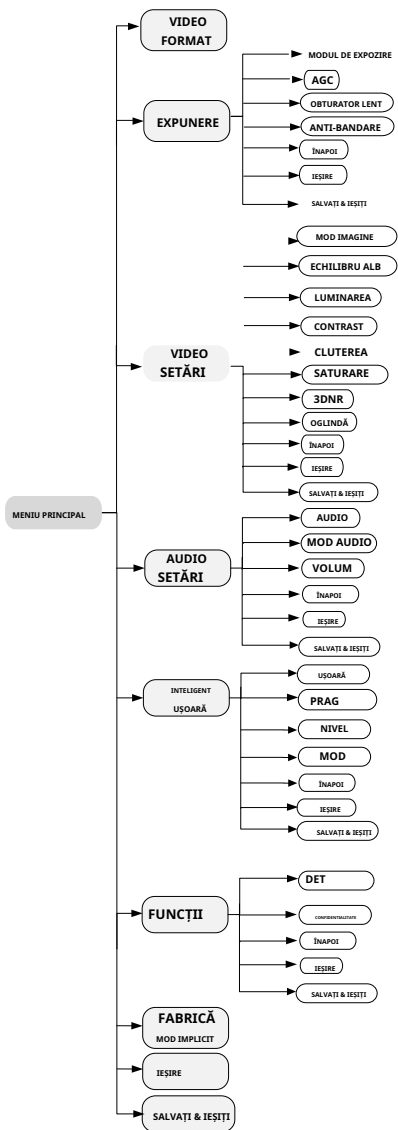 VIDEO
FORMAT
MODUL DE EXPOZIRE
AGC
OBTURATOR LENT
EXPUNERE
ANTI-BANDARE
ÎNAPOI
IEȘIRE
SALVAȚI & IEȘIȚI
MOD IMAGINE
ECHILIBRU ALB
LUMINAREA
CONTRAST
VIDEO
SETĂRI
CLUTEREA
SATURARE
3DNR
OGLINDĂ
ÎNAPOI
IEȘIRE
SALVAȚI & IEȘIȚI
MENIU PRINCIPAL
AUDIO
SETĂRI
AUDIO
MOD AUDIO
VOLUM
ÎNAPOI
IEȘIRE
SALVAȚI & IEȘIȚI
INTELIGENT
UȘOARĂ
UȘOARĂ
PRAG
NIVEL
MOD
ÎNAPOI
IEȘIRE
SALVAȚI & IEȘIȚI
FUNCȚII
DET
CONFIDENTIALITATE
ÎNAPOI
IEȘIRE
SALVAȚI & IEȘIȚI
FABRICĂ
MOD IMPLICIT
IEȘIRE
SALVAȚI & IEȘIȚI